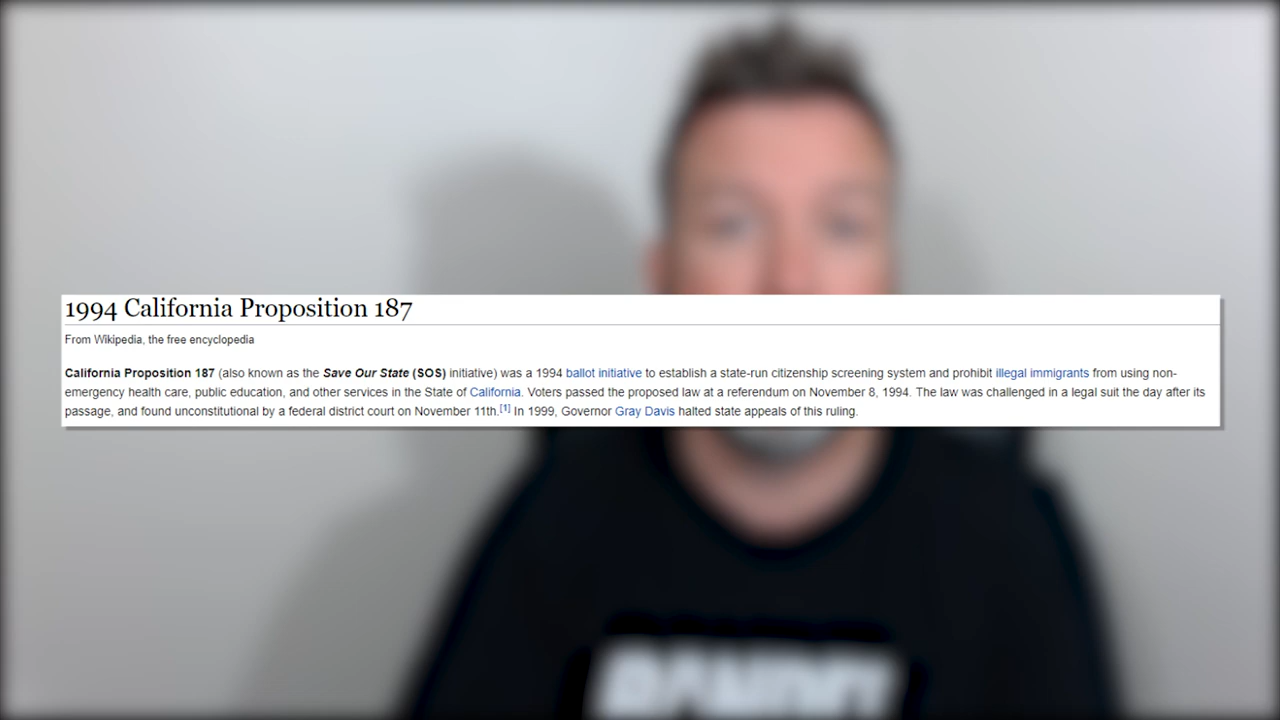 1994 California Proposition 187
From Wikipedia, the free encyclopedia
California Proposition 187 (also known as the Save Our State (SOS) initiative) was a 1994 ballot initiative to establish a state-run citizenship screening system and prohibit illegal immigrants from using non-
emergency health care, public education, and other services in the State of California. Voters passed the proposed law at a referendum on November 8, 1994. The law was challenged in a legal suit the day after its
passage, and found unconstitutional by a federal district court on November 11th.[1] In 1999, Governor Gray Davis halted state appeals of this ruling.